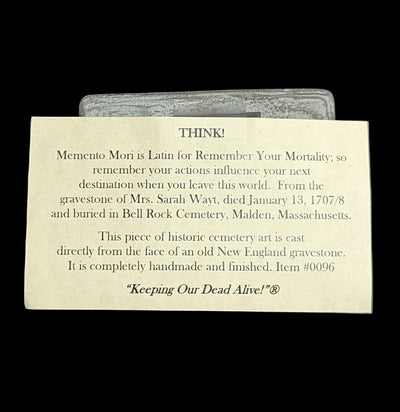 THINK!
Memento Mori is Latin for Remember Your Mortality; so
remember your actions influence your next
destination when you leave this world. From the
gravestone of Mrs. Sarah Wayt, died January 13, 1707/8
and buried in Bell Rock Cemetery, Malden, Massachusetts.
This piece of historic cemetery art is cast
directly from the face of an old New England gravestone.
It is completely handmade and finished. Item #0096
“Keeping Our Dead Alive!”®